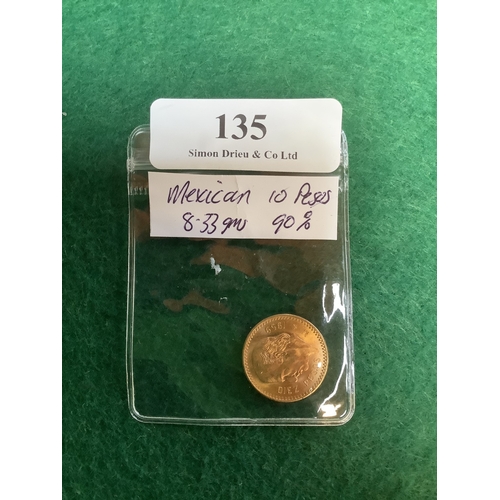 135
Simon Drieu & Co Ltd
Mexican 10 Pesos
8.33gm 90%